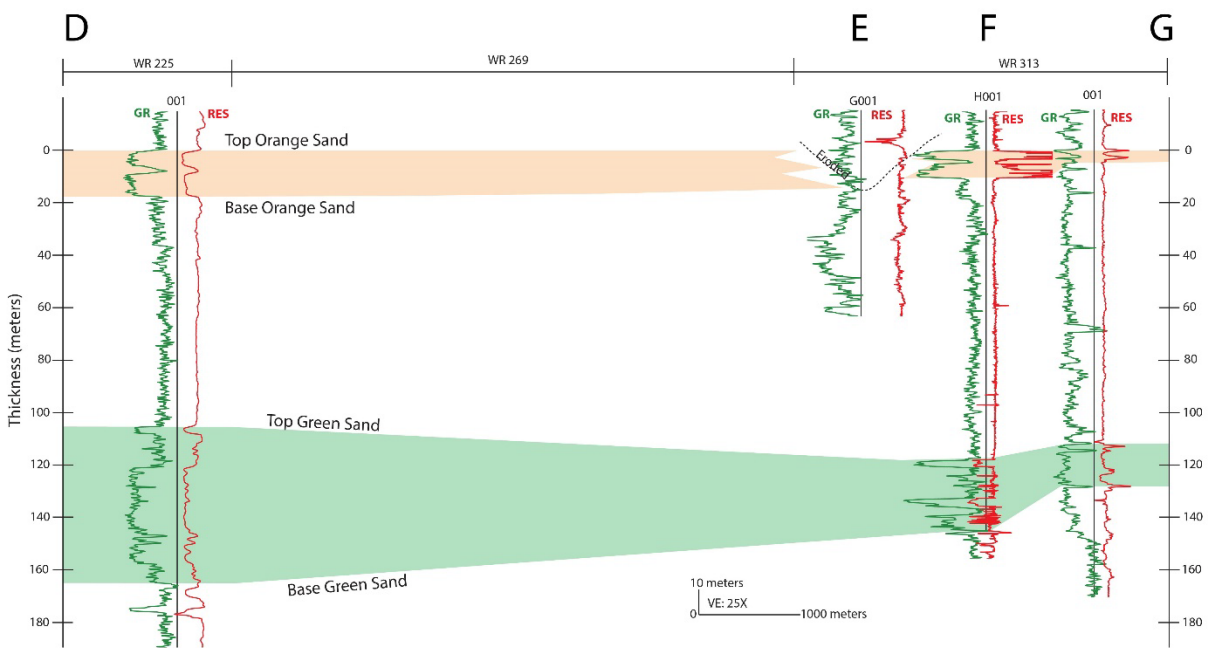 D E F G
WR 225 WR 269 WR 313
001 G001 H001 001
GR RES GR RES GR RES GR RES
Top Orange Sand
Eroded
Base Orange Sand
Top Green Sand
Base Green Sand
Thickness (meters)
0 0
20 20
40 40
60 60
80 80
100 100
120 120
140 140
160 160
180 180
10 meters
VE: 25X
0 1000 meters